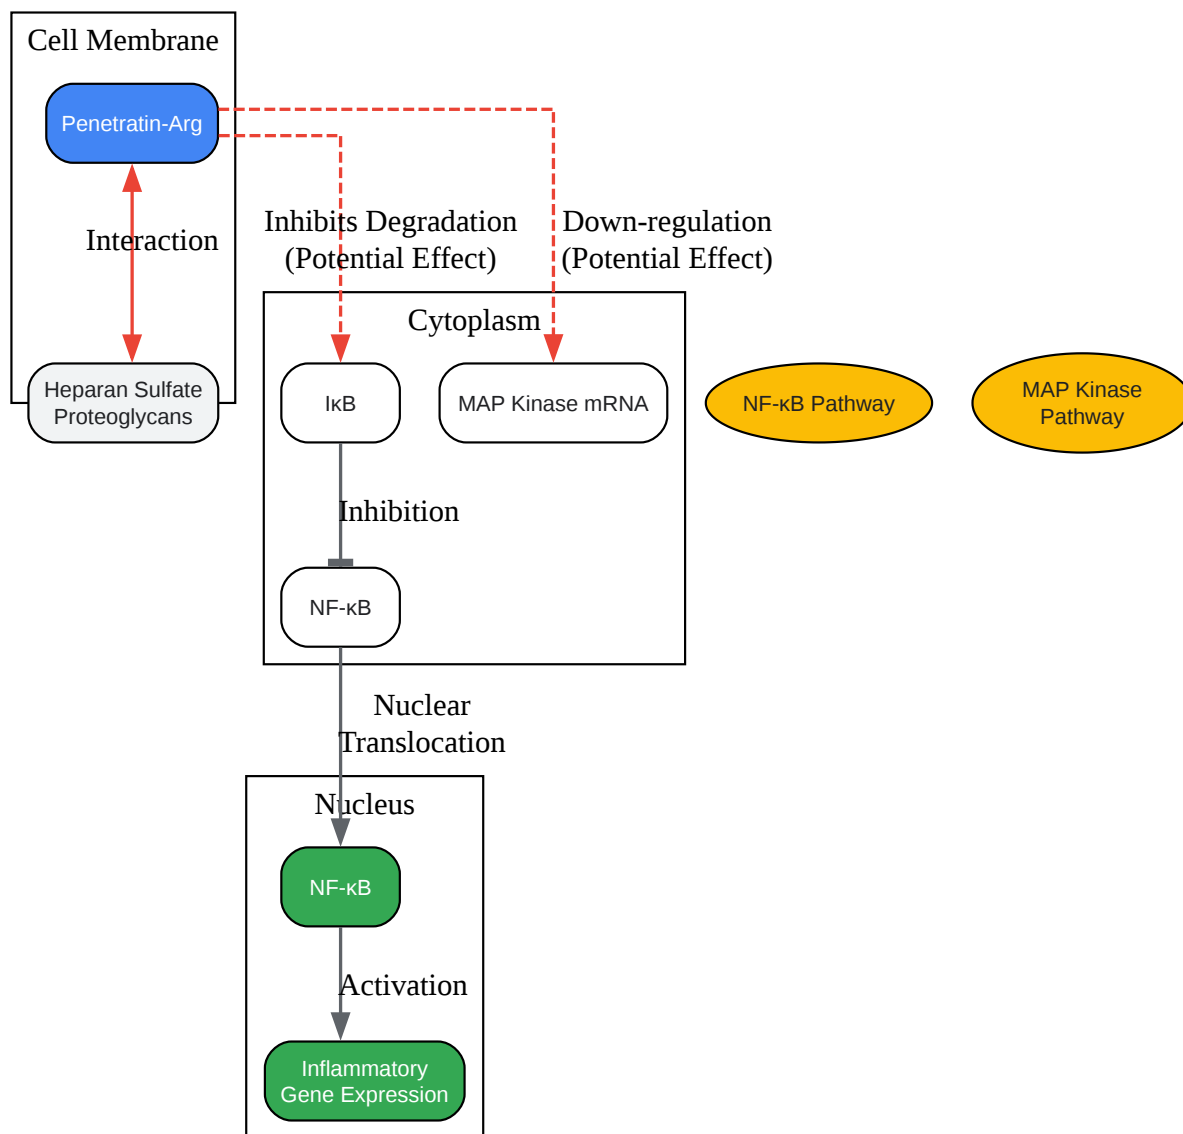 Cell Membrane
Penetratin-Arg
Interaction
Inhibits Degradation
(Potential Effect)
Down-regulation
(Potential Effect)
Cytoplasm
Heparan Sulfate
Proteoglycans
IκB
MAP Kinase mRNA
NF-κB Pathway
MAP Kinase
Pathway
Inhibition
NF-κB
Nuclear
Translocation
Nucleus
NF-κB
Activation
Inflammatory
Gene Expression